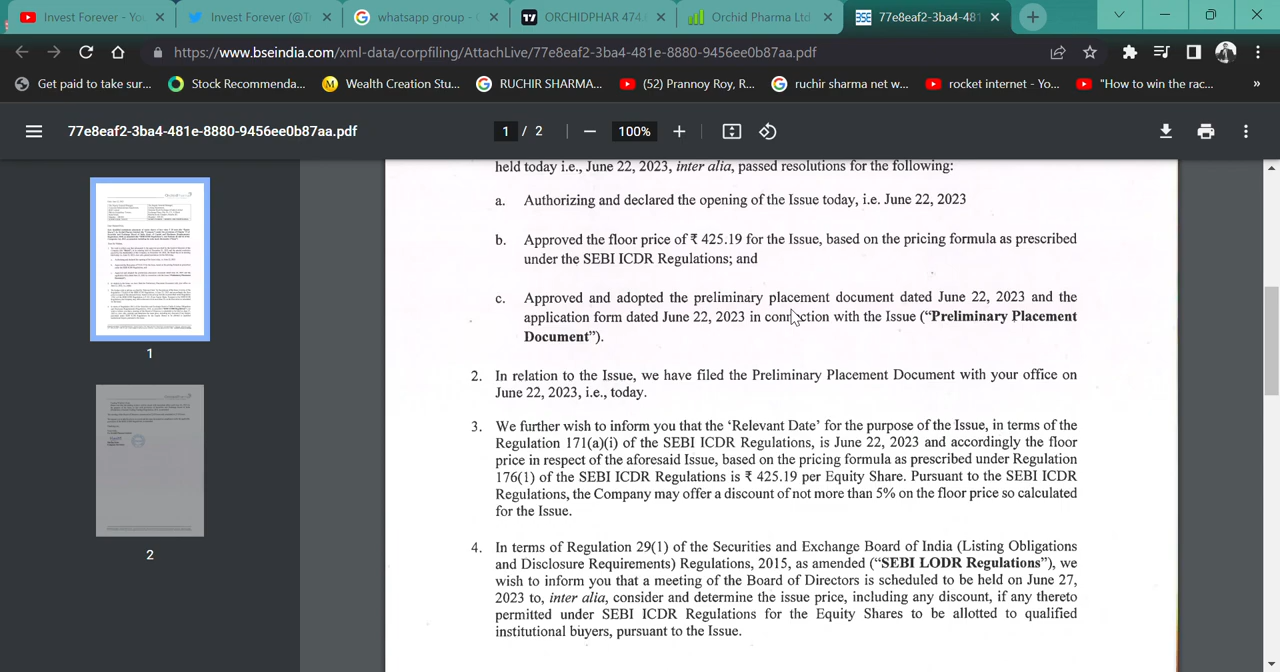 Invest Forever - You
Invest Forever (@T
whatsapp group -
ORCHIDPHAR 474.
Orchid Pharma Ltd
77e8eaf2-3ba4-481
https://www.bseindia.com/xml-data/corpfiling/AttachLive/77e8eaf2-3ba4-481e-8880-9456ee0b87aa.pdf
Get paid to take sur...
Stock Recommenda...
Wealth Creation Stu...
RUCHIR SHARMA...
(52) Prannoy Roy, R...
ruchir sharma net w...
rocket internet - Yo...
"How to win the rac...
»
77e8eaf2-3ba4-481e-8880-9456ee0b87aa.pdf
1 / 2
100%
1
2
held today i.e., June 22, 2023, inter alia, passed resolutions for the following:
a. Authorizing and declared the opening of the Issue today, i.e. June 22, 2023
b. Approved the floor price of ₹ 425.19 for the Issue, based on the pricing formula as prescribed
under the SEBI ICDR Regulations; and
c. Approved and adopted the preliminary placement document dated June 22, 2023 and the
application form dated June 22, 2023 in connection with the Issue (“Preliminary Placement
Document”).
2. In relation to the Issue, we have filed the Preliminary Placement Document with your office on
June 22, 2023, i.e., today.
3. We further wish to inform you that the ‘Relevant Date’ for the purpose of the Issue, in terms of the
Regulation 171(a)(i) of the SEBI ICDR Regulations, is June 22, 2023 and accordingly the floor
price in respect of the aforesaid Issue, based on the pricing formula as prescribed under Regulation
176(1) of the SEBI ICDR Regulations is ₹ 425.19 per Equity Share. Pursuant to the SEBI ICDR
Regulations, the Company may offer a discount of not more than 5% on the floor price so calculated
for the Issue.
4. In terms of Regulation 29(1) of the Securities and Exchange Board of India (Listing Obligations
and Disclosure Requirements) Regulations, 2015, as amended (“SEBI LODR Regulations”), we
wish to inform you that a meeting of the Board of Directors is scheduled to be held on June 27,
2023 to, inter alia, consider and determine the issue price, including any discount, if any thereto
permitted under SEBI ICDR Regulations for the Equity Shares to be allotted to qualified
institutional buyers, pursuant to the Issue.